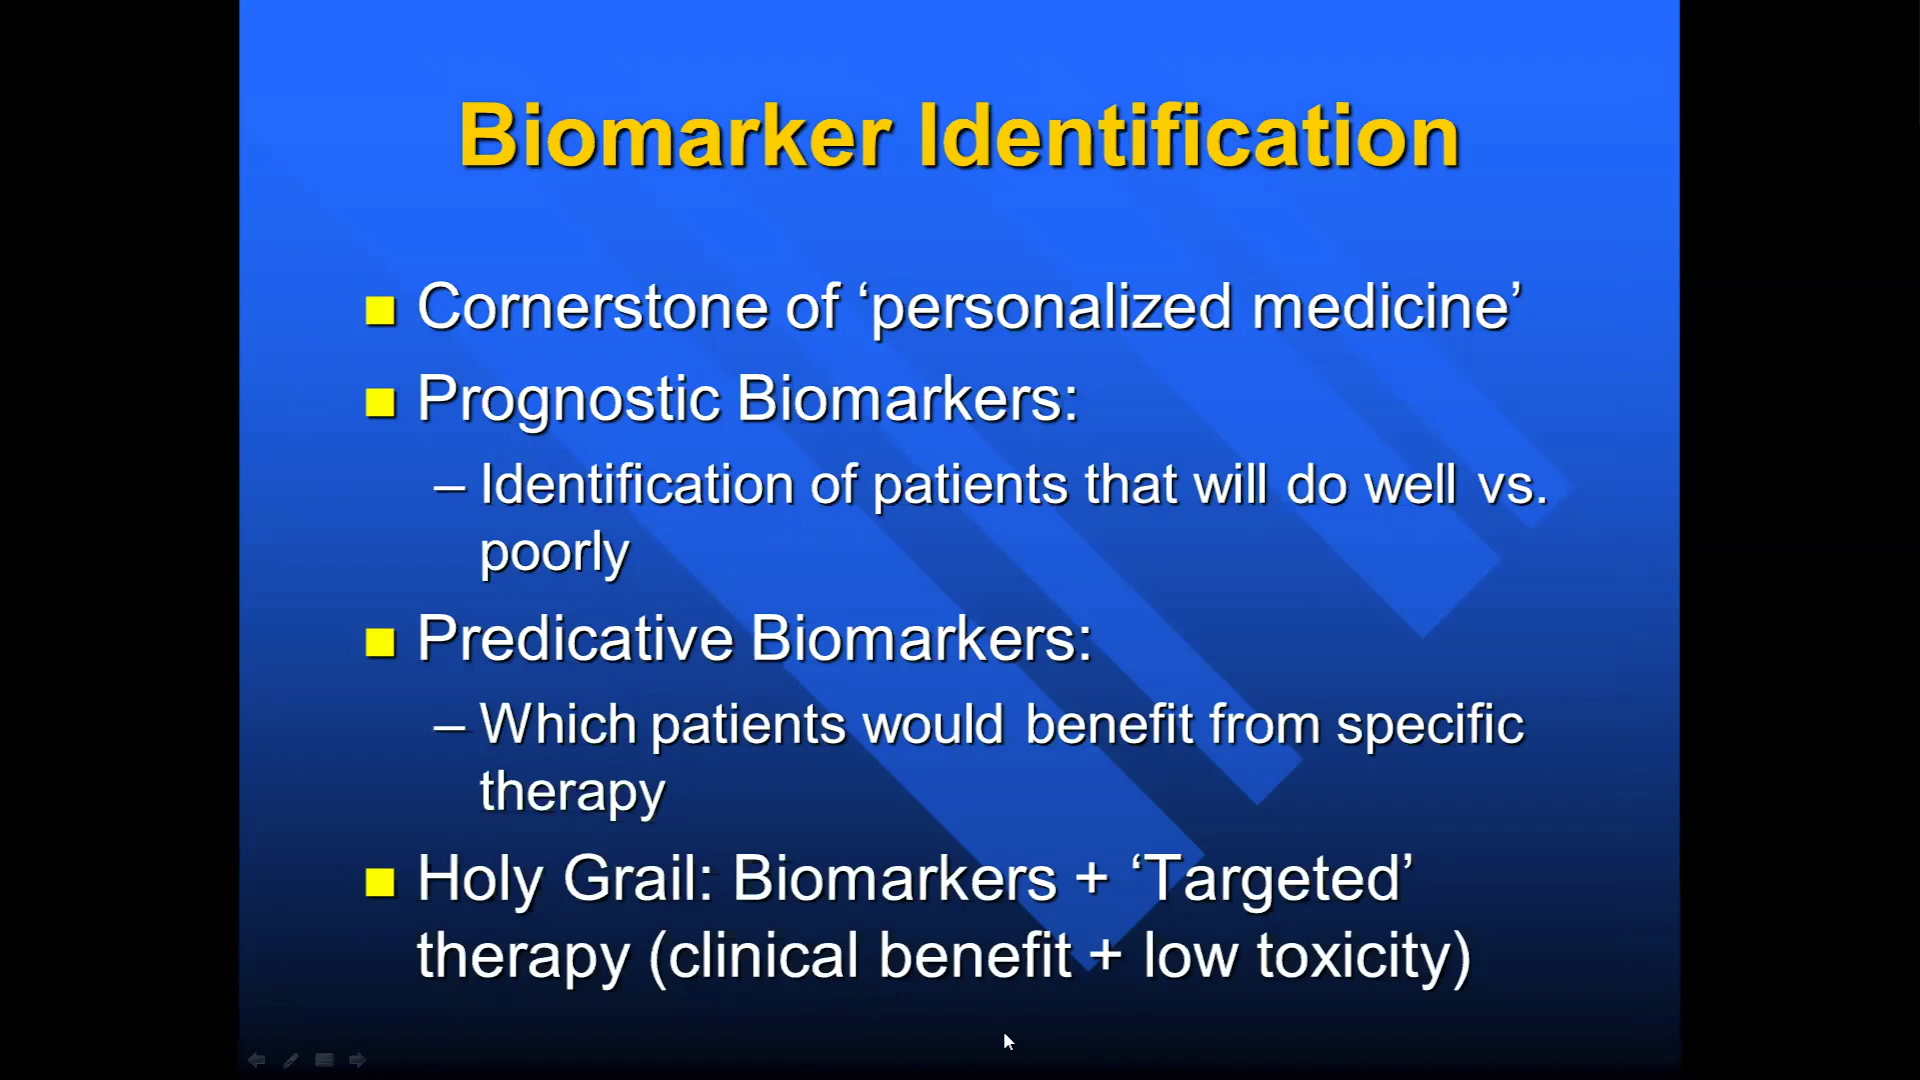 Biomarker Identification
Cornerstone of ‘personalized medicine’
Prognostic Biomarkers:
– Identification of patients that will do well vs.
poorly
Predicative Biomarkers:
– Which patients would benefit from specific
therapy
Holy Grail: Biomarkers + ‘Targeted’
therapy (clinical benefit + low toxicity)